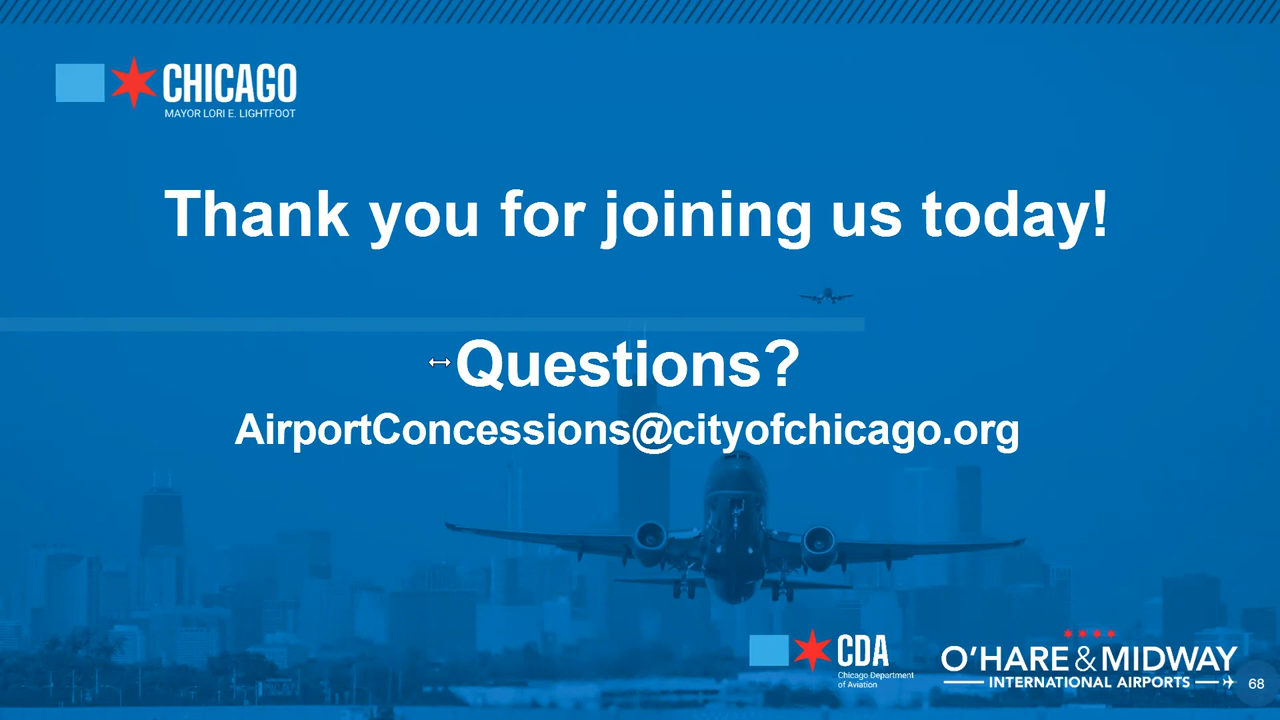 CHICAGO
MAYOR LORI E. LIGHTFOOT
Thank you for joining us today!
Questions?
AirportConcessions@cityofchicago.org
CDA
Chicago Department
of Aviation
O'HARE & MIDWAY
INTERNATIONAL AIRPORTS
68